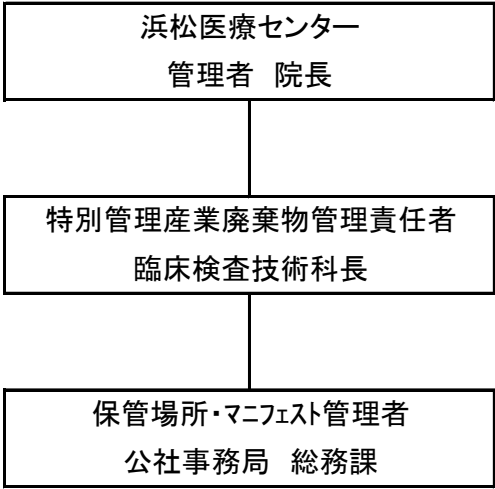 浜松医療センター
管理者　院長
特別管理産業廃棄物管理責任者
臨床検査技術科長
保管場所・ﾏﾆﾌｪｽﾄ管理者
公社事務局　総務課